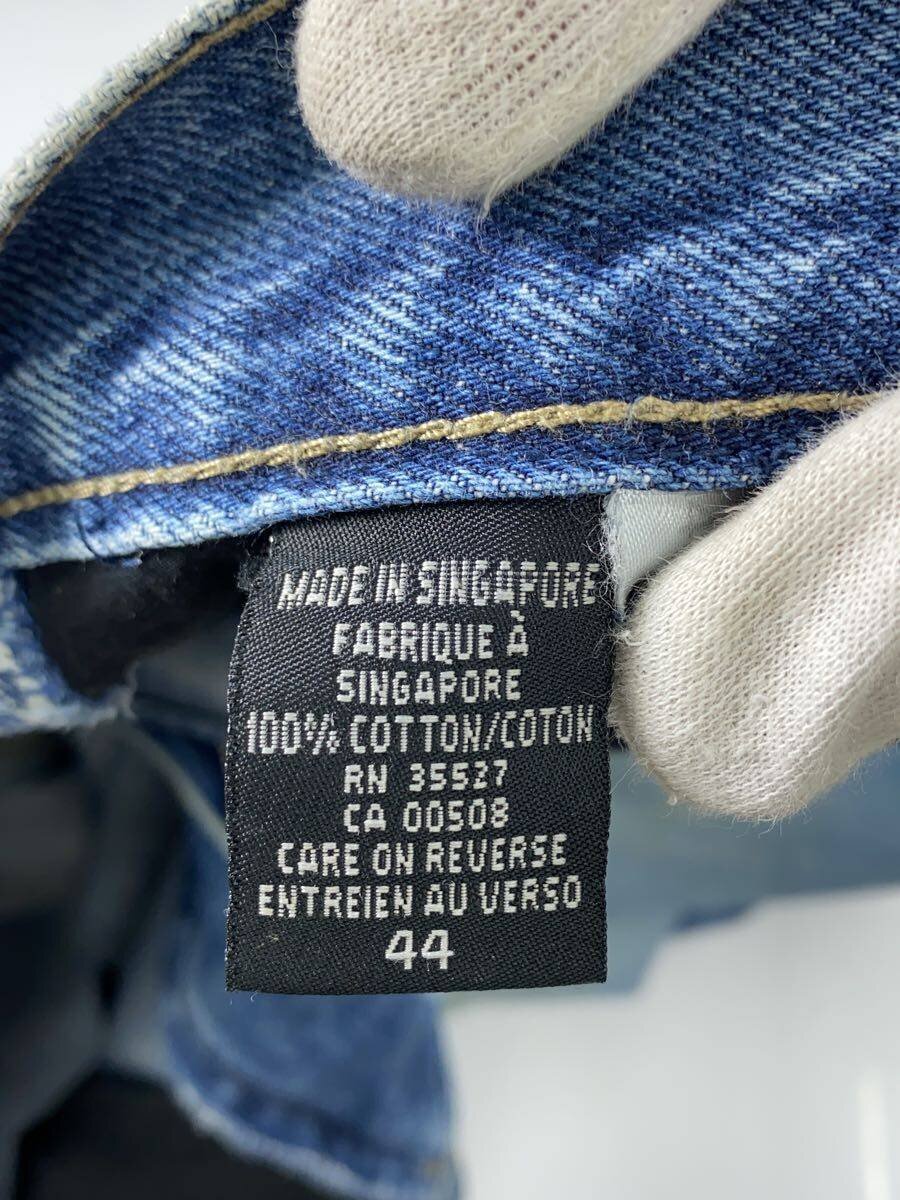 MADE IN SINGAPORE
FABRIQUE À
SINGAPORE
100% COTTON/COTON
RN 35527
CA 00508
CARE ON REVERSE
ENTREIEN AU VERSO
44